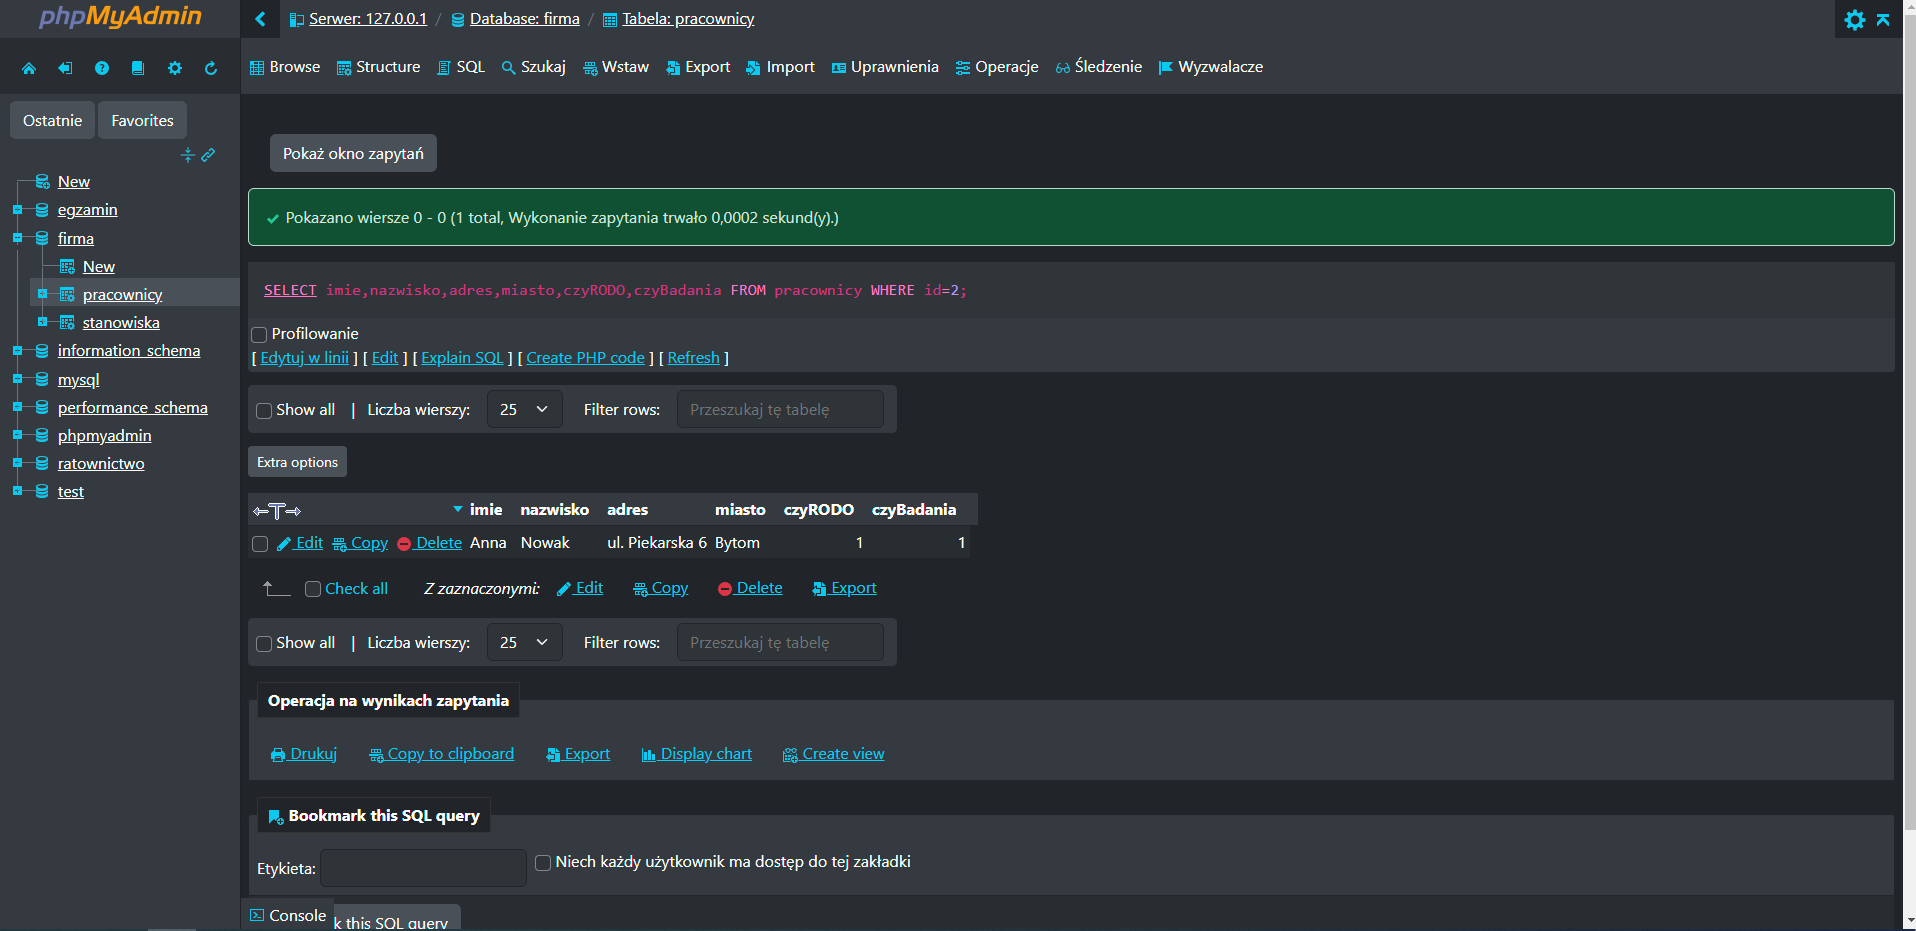 phpMyAdmin
Serwer: 127.0.0.1 / Database: firma / Tabela: pracownicy
Browse Structure SQL Szukaj Wstaw Export Import Uprawnienia Operacje Śledzenie Wyzwalacze
Ostatnie Favorites
New
egzamin
firma
New
pracownicy
stanowiska
information_schema
mysql
performance_schema
phpmyadmin
ratownictwo
test
Pokaż okno zapytań
Pokazano wiersze 0 - 0 (1 total, Wykonanie zapytania trwało 0,0002 sekund(y).)
SELECT imie,nazwisko,adres,miasto,czyRODO,czyBadania FROM pracownicy WHERE id=2;
Profilowanie
[ Edytuj w linii ] [ Edit ] [ Explain SQL ] [ Create PHP code ] [ Refresh ]
Show all | Liczba wierszy: 25 Filter rows: Przeszukaj tę tabelę
Extra options
←T→ imie nazwisko adres miasto czyRODO czyBadania
Edit Copy Delete Anna Nowak ul. Piekarska 6 Bytom 1 1
Check all Z zaznaczonymi: Edit Copy Delete Export
Show all | Liczba wierszy: 25 Filter rows: Przeszukaj tę tabelę
Operacja na wynikach zapytania
Drukuj Copy to clipboard Export Display chart Create view
Bookmark this SQL query
Etykieta: Niech każdy użytkownik ma dostęp do tej zakładki
Console k this SQL query